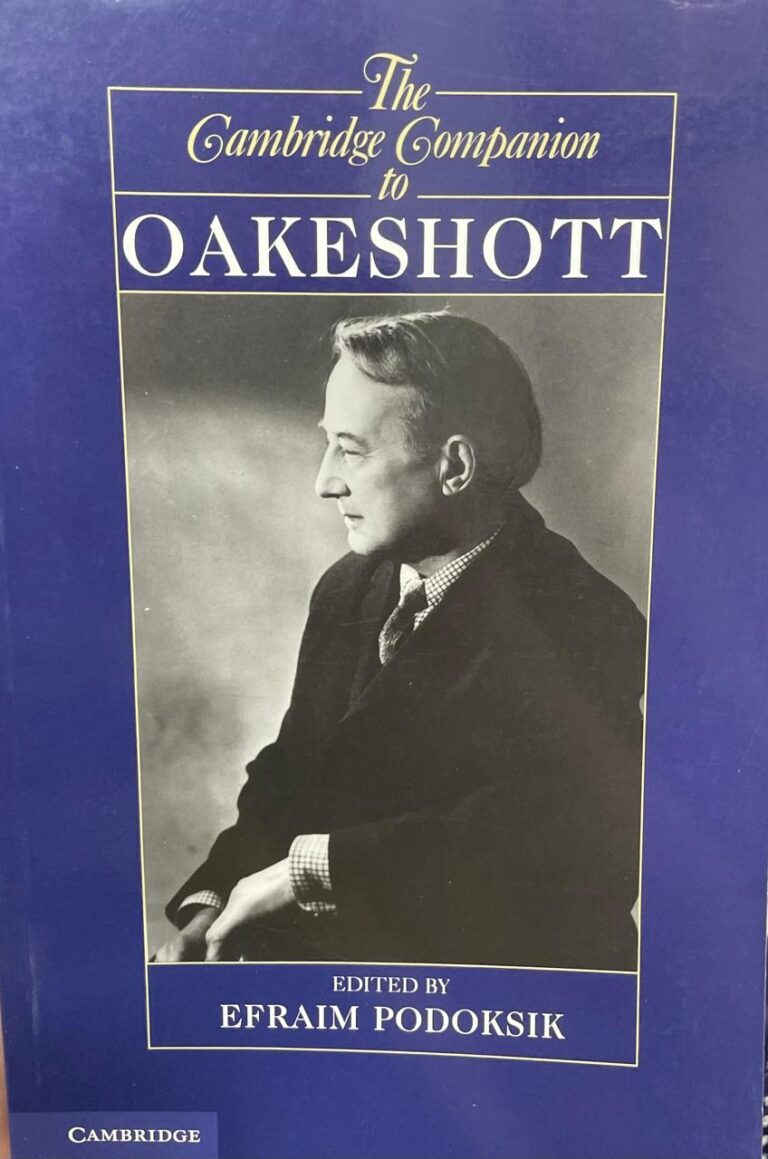 The
Cambridge Companion
to
OAKESHOTT
EDITED BY
EFRAIM PODOKSIK
CAMBRIDGE